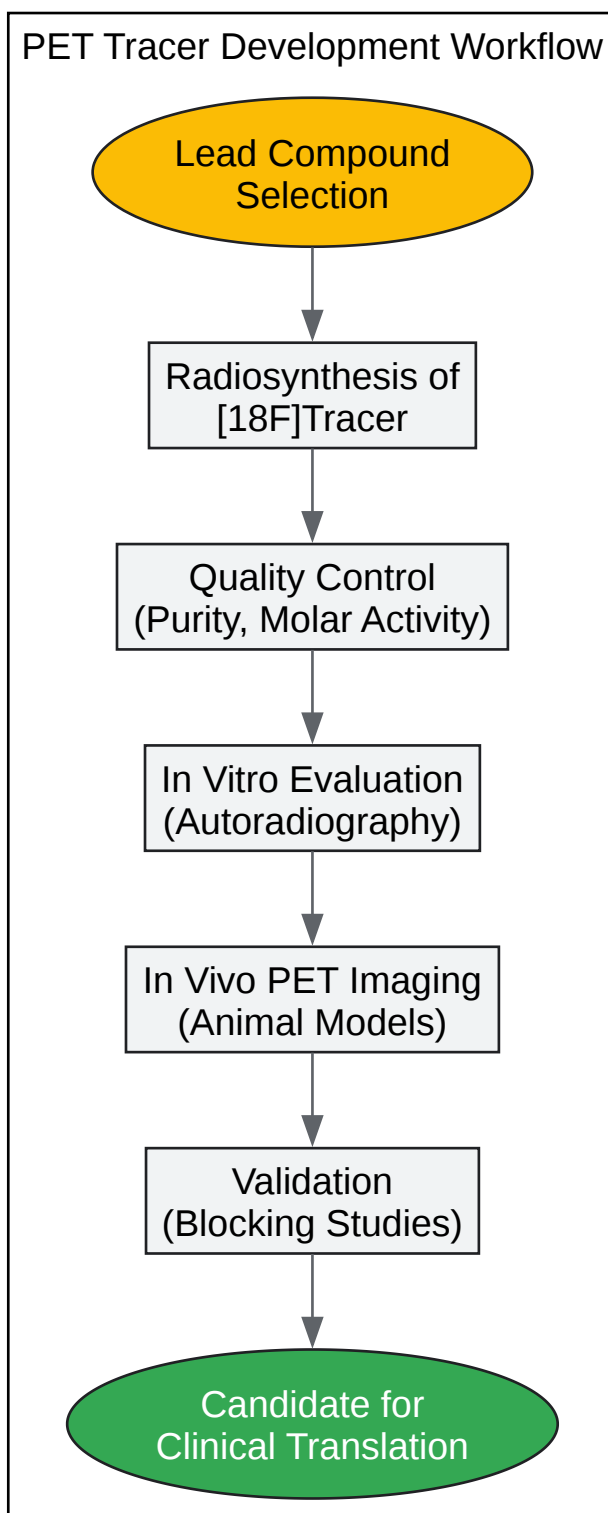 PET Tracer Development Workflow
Lead Compound
Selection
Radiosynthesis of
[18F]Tracer
Quality Control
(Purity, Molar Activity)
In Vitro Evaluation
(Autoradiography)
In Vivo PET Imaging
(Animal Models)
Validation
(Blocking Studies)
Candidate for
Clinical Translation